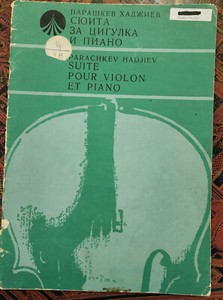 ПАРАШКЕВ ХАДЖИЕВ
СЮИТА
ЗА ЦИГУЛКА
И ПИАНО
PARACHKEV HADJIEV
SUITE
POUR VIOLON
ET PIANO